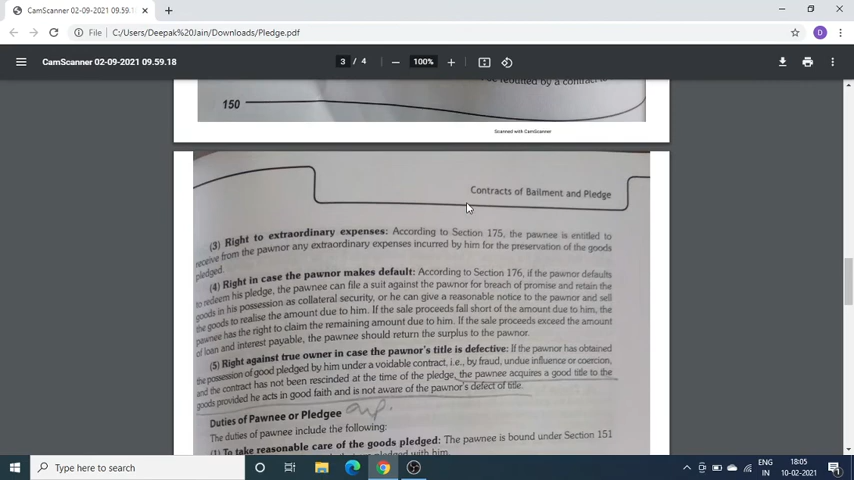 CamScanner 02-09-2021 09.59.18
File
C:/Users/Deepak%20Jain/Downloads/Pledge.pdf
D
CamScanner 02-09-2021 09.59.18
3 / 4
100%
be required by a contract to
150
Scanned with CamScanner
Contracts of Bailment and Pledge
(3) Right to extraordinary expenses: According to Section 175, the pawnee is entitled to
receive from the pawnor any extraordinary expenses incurred by him for the preservation of the goods
pledged.
(4) Right in case the pawnor makes default: According to Section 176, if the pawnor defaults
to redeem his pledge, the pawnee can file a suit against the pawnor for breach of promise and retain the
goods in his possession as collateral security, or he can give a reasonable notice to the pawnor and sell
the goods to realise the amount due to him. If the sale proceeds fall short of the amount due to him, the
pawnee has the right to claim the remaining amount due to him. If the sale proceeds exceed the amount
of loan and interest payable, the pawnee should return the surplus to the pawnor.
(5) Right against true owner in case the pawnor's title is defective: If the pawnor has obtained
the possession of good pledged by him under a voidable contract, i.e., by fraud, undue influence or coercion,
and the contract has not been rescinded at the time of the pledge, the pawnee acquires a good title to the
goods provided he acts in good faith and is not aware of the pawnor's defect of title.
Duties of Pawnee or Pledgee
The duties of pawnee include the following:
(1) To take reasonable care of the goods pledged: The pawnee is bound under Section 151
pledged with him.
Type here to search
ENG
IN
18:05
10-02-2021